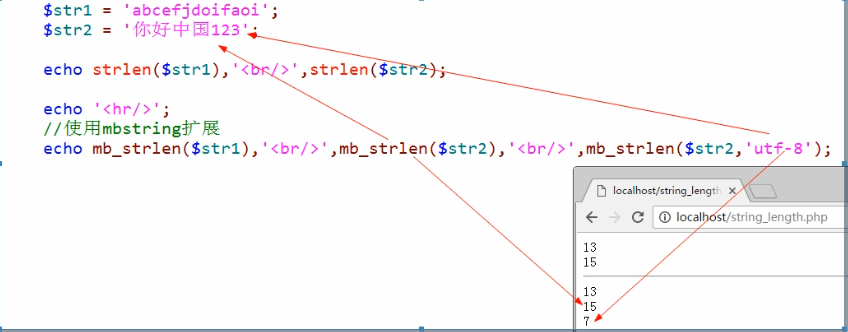 $str1 = 'abcefjdoifaoi';
$str2 = '你好中国123';
echo strlen($str1),'<br/>',strlen($str2);
echo '<hr/>';
//使用mbstring扩展
echo mb_strlen($str1),'<br/>',mb_strlen($str2),'<br/>',mb_strlen($str2,'utf-8');
localhost/string_length
localhost/string_length.php
13
15
13
15
7